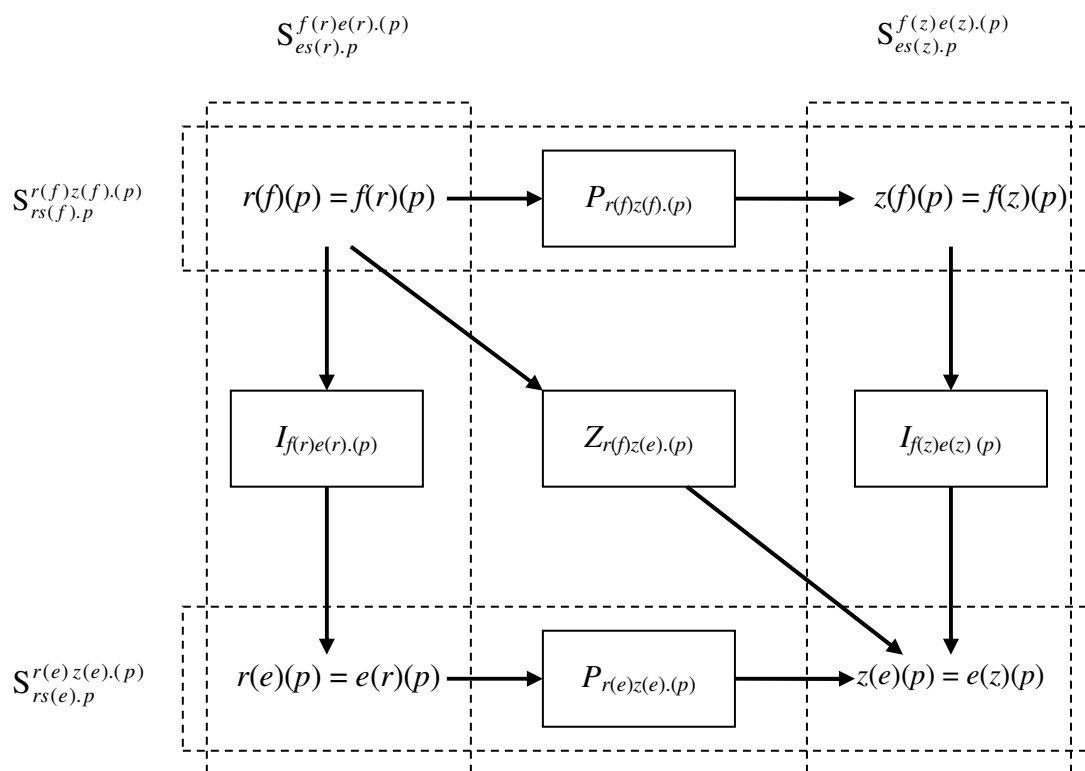 S_{es(r).p}^{f(r)e(r).(p)} S_{es(z).p}^{f(z)e(z).(p)}
S_{rs(f).p}^{r(f)z(f).(p)} r(f)(p) = f(r)(p) P_{r(f)z(f).(p)} z(f)(p) = f(z)(p)
I_{f(r)e(r).(p)} Z_{r(f)z(e).(p)} I_{f(z)e(z) (p)}
S_{rs(e).p}^{r(e)z(e).(p)} r(e)(p) = e(r)(p) P_{r(e)z(e).(p)} z(e)(p) = e(z)(p)